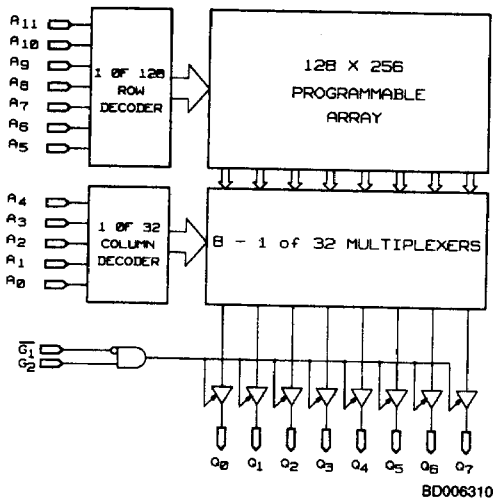 A11
A10
A9
A8
A7
A6
A5
1 OF 128
ROW
DECODER
128 X 256
PROGRAMMABLE
ARRAY
A4
A3
A2
A1
A0
1 OF 32
COLUMN
DECODER
8 - 1 of 32 MULTIPLEXERS
G1
G2
Q0 Q1 Q2 Q3 Q4 Q5 Q6 Q7
BD006310